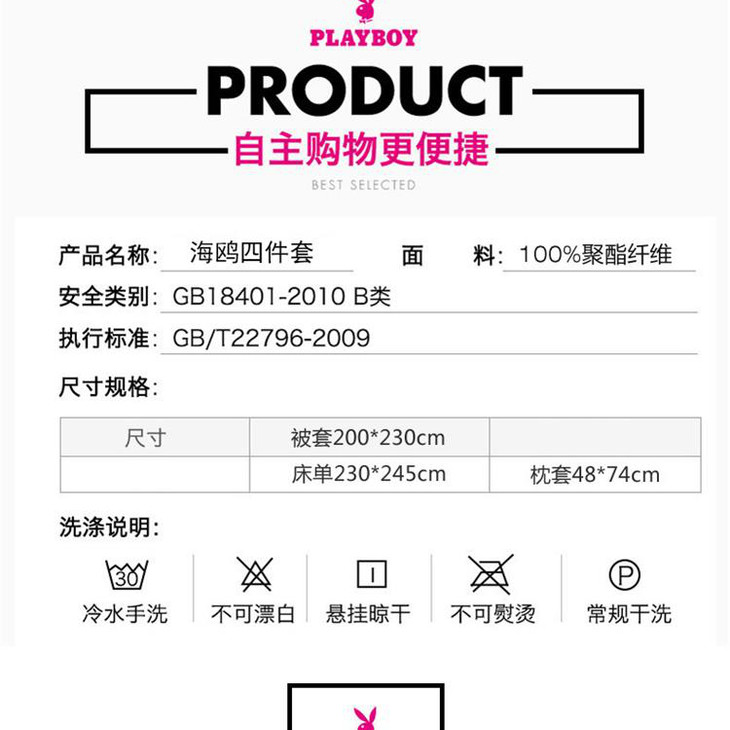 PLAYBOY
PRODUCT
自主购物更便捷
BEST SELECTED
产品名称: 海鸥四件套 面 料: 100%聚酯纤维
安全类别: GB18401-2010 B类
执行标准: GB/T22796-2009
尺寸规格:
尺寸 被套200*230cm
床单230*245cm 枕套48*74cm
洗涤说明:
30 P
冷水手洗 不可漂白 悬挂晾干 不可熨烫 常规干洗